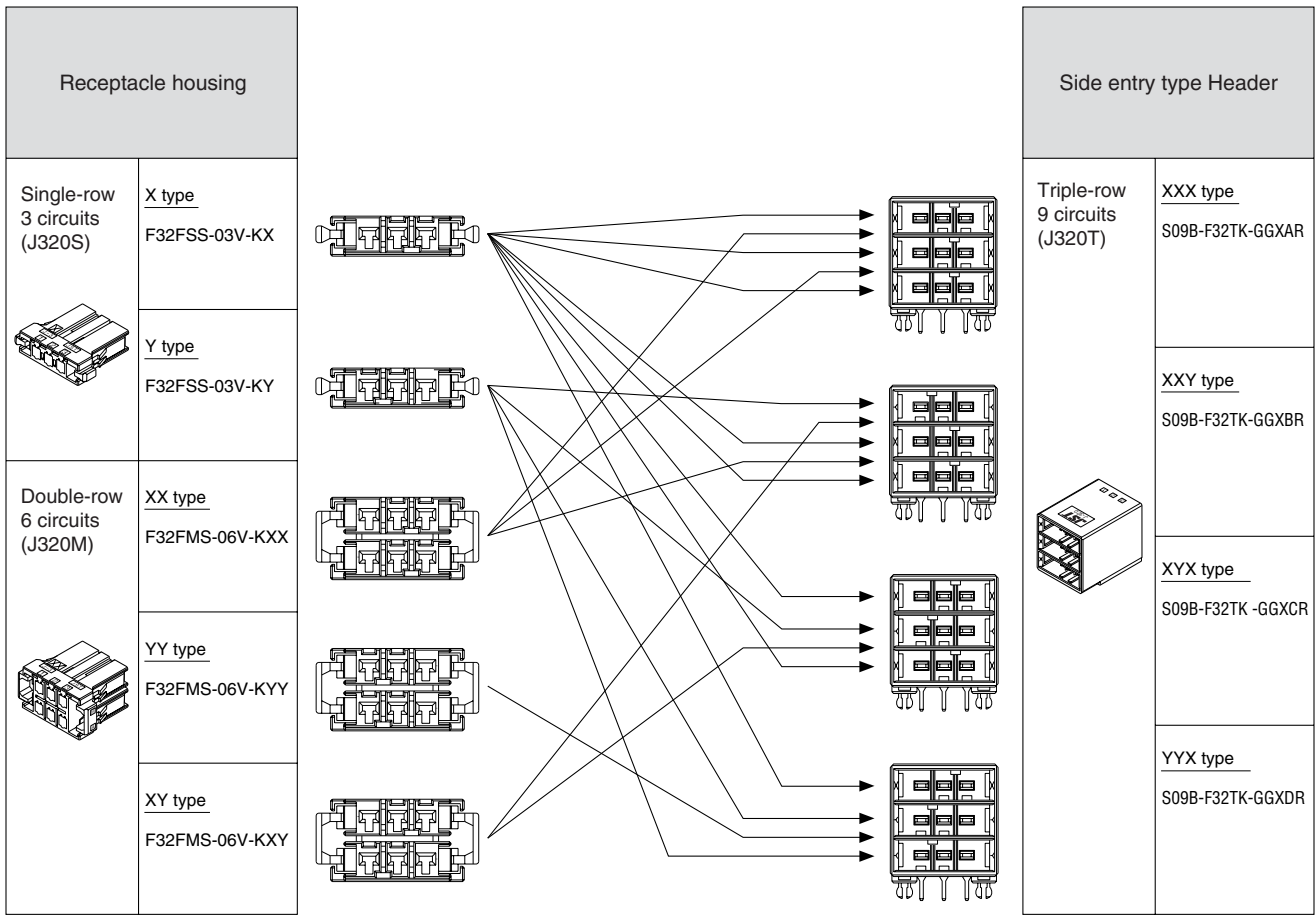 Receptacle housing
Side entry type Header
Single-row
3 circuits
(J320S)
X type
F32FSS-03V-KX
Y type
F32FSS-03V-KY
Double-row
6 circuits
(J320M)
XX type
F32FMS-06V-KXX
YY type
F32FMS-06V-KYY
XY type
F32FMS-06V-KXY
Triple-row
9 circuits
(J320T)
XXX type
S09B-F32TK-GGXAR
XXY type
S09B-F32TK-GGXBR
XYX type
S09B-F32TK -GGXCR
YYX type
S09B-F32TK-GGXDR
JST